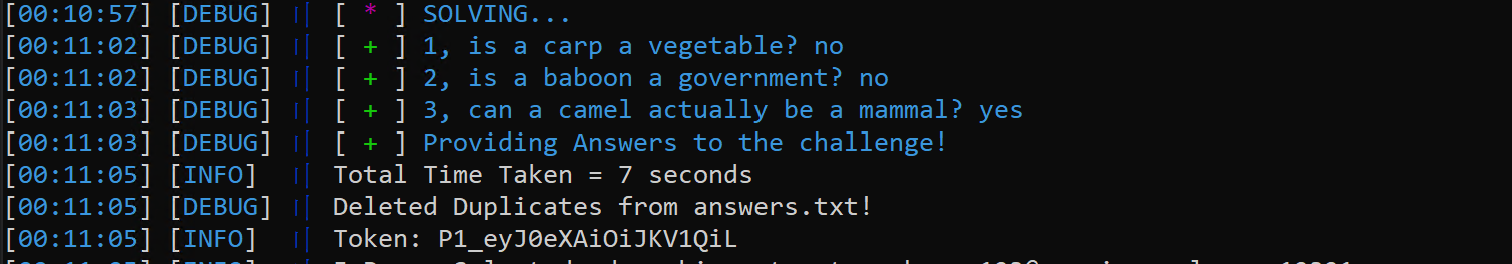 [00:10:57] [DEBUG] [ * ] SOLVING...
[00:11:02] [DEBUG] [ + ] 1, is a carp a vegetable? no
[00:11:02] [DEBUG] [ + ] 2, is a baboon a government? no
[00:11:03] [DEBUG] [ + ] 3, can a camel actually be a mammal? yes
[00:11:03] [DEBUG] [ + ] Providing Answers to the challenge!
[00:11:05] [INFO] Total Time Taken = 7 seconds
[00:11:05] [DEBUG] Deleted Duplicates from answers.txt!
[00:11:05] [INFO] Token: P1_eyJ0eXAiOiJKV1QiL